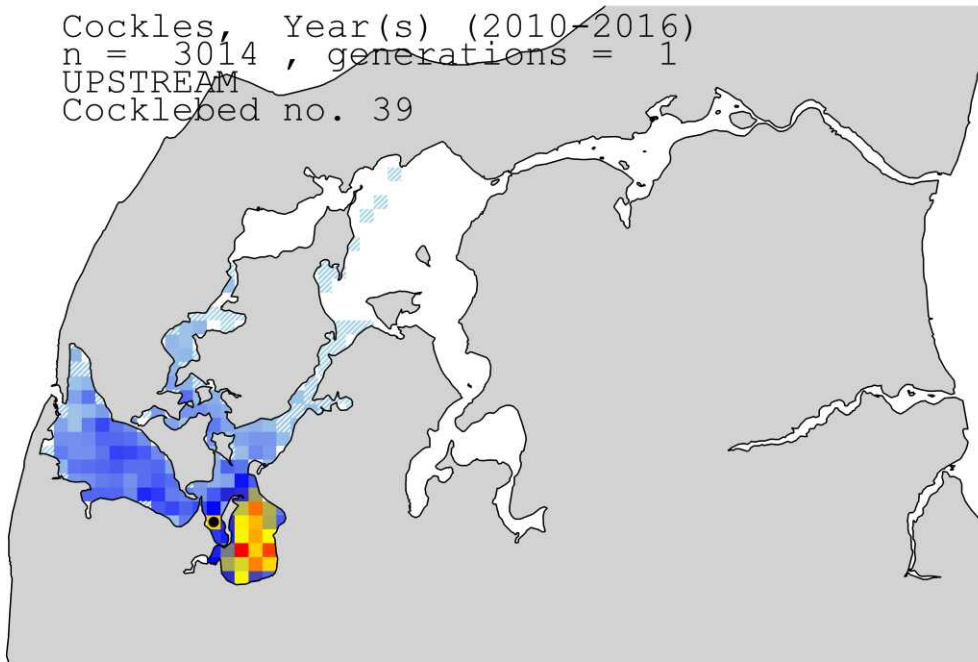 Cockles, Year(s) (2010-2016)
n = 3014 , generations = 1
UPSTREAM
Cocklebed no. 39